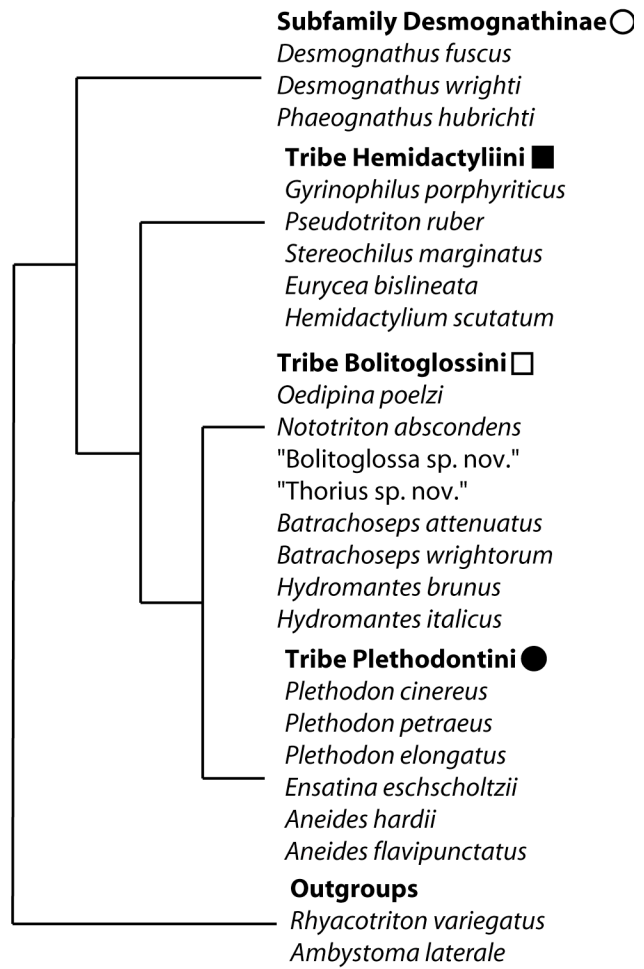 Subfamily Desmognathinae
Desmognathus fuscus
Desmognathus wrighti
Phaeognathus hubrichti
Tribe Hemidactyliini
Gyrinophilus porphyriticus
Pseudotriton ruber
Stereochilus marginatus
Eurycea bislineata
Hemidactylium scutatum
Tribe Bolitoglossini
Oedipina poelzi
Nototriton abscondens
"Bolitoglossa sp. nov."
"Thorius sp. nov."
Batrachoseps attenuatus
Batrachoseps wrightorum
Hydromantes brunus
Hydromantes italicus
Tribe Plethodontini
Plethodon cinereus
Plethodon petraeus
Plethodon elongatus
Ensatina eschscholtzii
Aneides hardii
Aneides flavipunctatus
Outgroups
Rhyacotriton variegatus
Ambystoma laterale